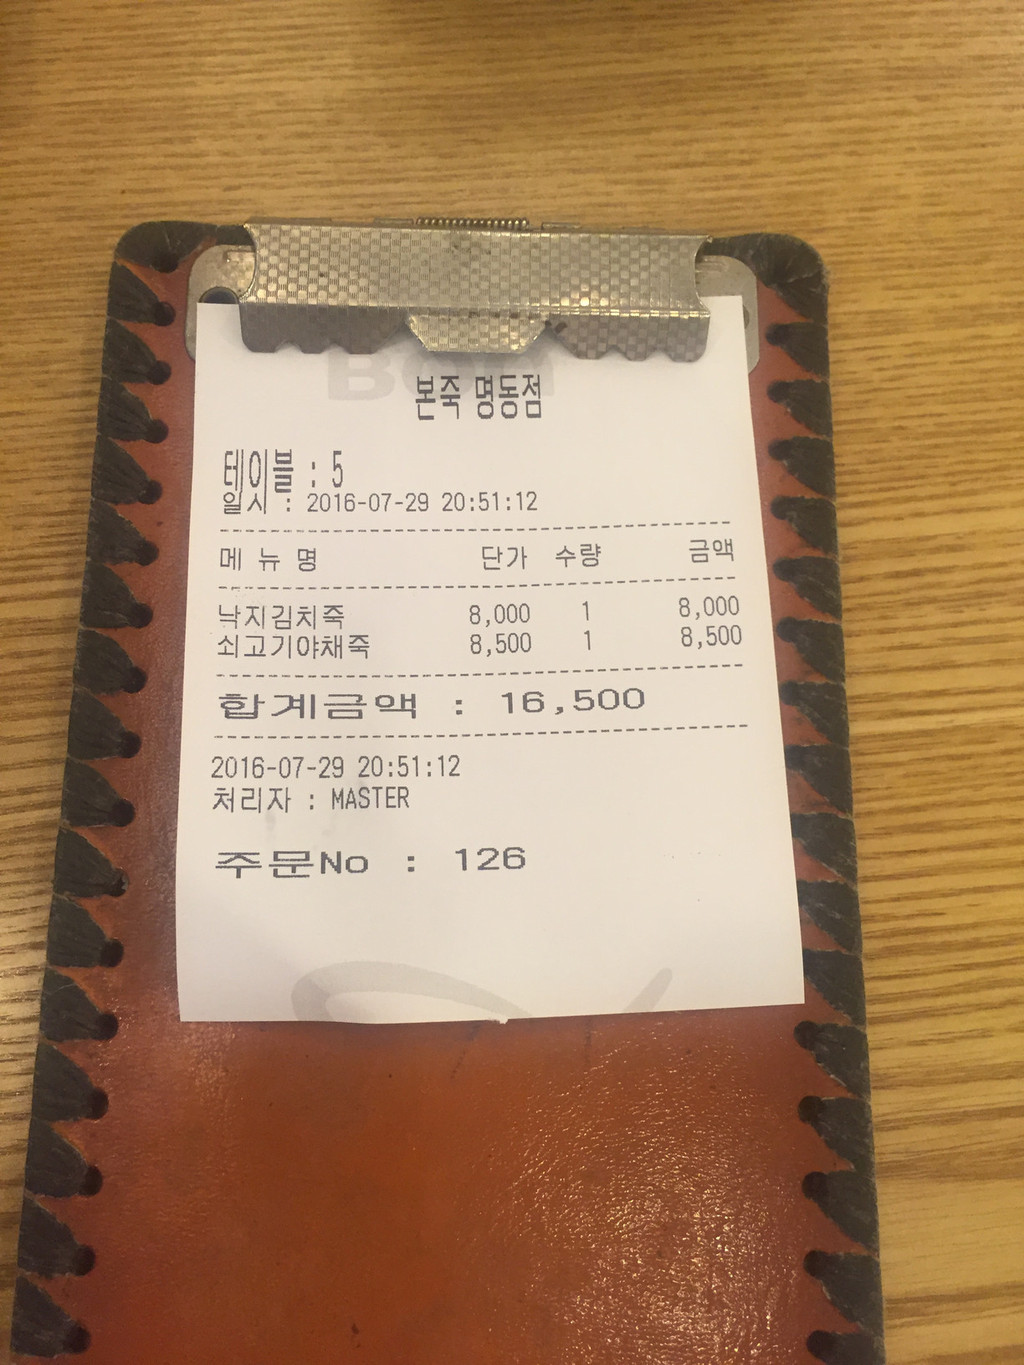 본죽 명동점
테이블 : 5
일시 : 2016-07-29 20:51:12
메 뉴 명 단가 수량 금액
낙지김치죽 8,000 1 8,000
쇠고기야채죽 8,500 1 8,500
합계금액 : 16,500
2016-07-29 20:51:12
처리자 : MASTER
주문No : 126